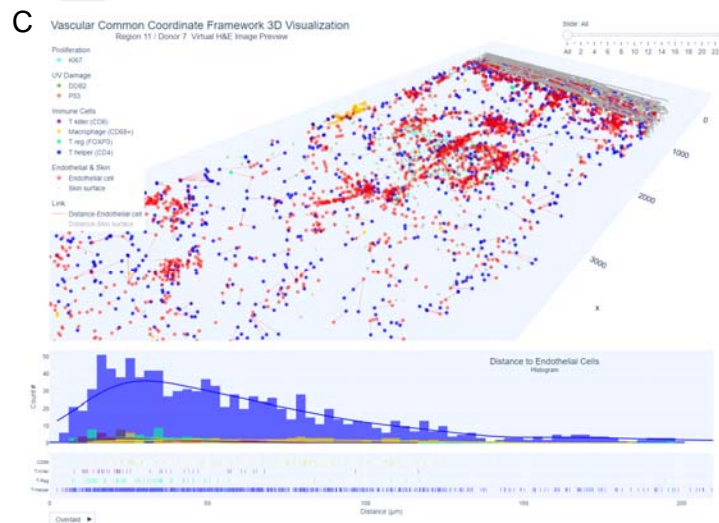 C
Vascular Common Coordinate Framework 3D Visualization
Region 11 / Donor 7 Virtual H&E Image Preview
Slide: All
All 2 4 6 8 10 12 14 16 18 20 22
Proliferation
KI67
UV Damage
DDB2
P53
Immune Cells
T killer (CD8)
Macrophage (CD68+)
T reg (FOXP3)
T helper (CD4)
Endothelial & Skin
Endothelial cell
Skin surface
Link
Distance-Endothelial cell
Distance-Skin surface
0
1000
2000
3000
x
Distance to Endothelial Cells
Histogram
Count #
50
40
30
20
10
0
CD68
T-Killer
T-Reg
T-Helper
0 50 100 150 200
Distance (μm)
Overlaid